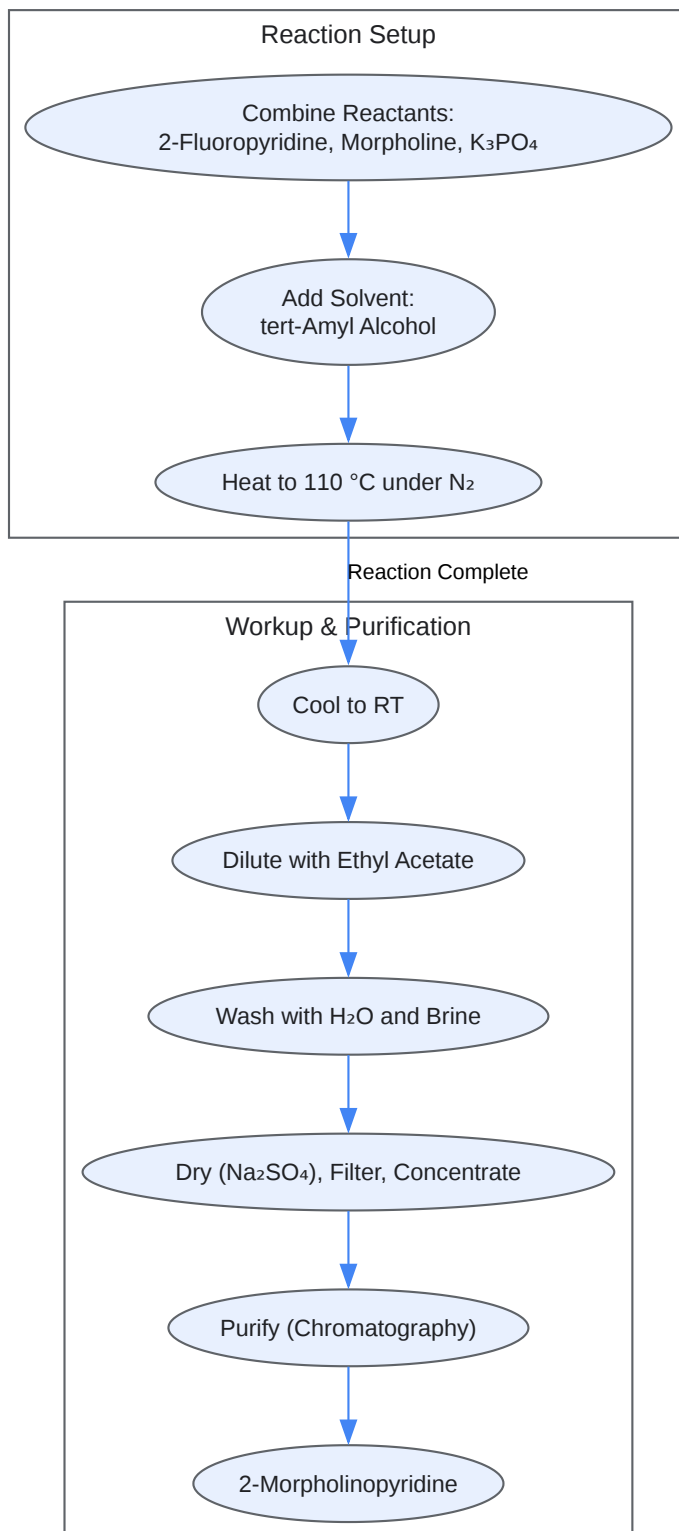 Reaction Setup
Combine Reactants:
2-Fluoropyridine, Morpholine, K₃PO₄
Add Solvent:
tert-Amyl Alcohol
Heat to 110 °C under N₂
Reaction Complete
Workup & Purification
Cool to RT
Dilute with Ethyl Acetate
Wash with H₂O and Brine
Dry (Na₂SO₄), Filter, Concentrate
Purify (Chromatography)
2-Morpholinopyridine